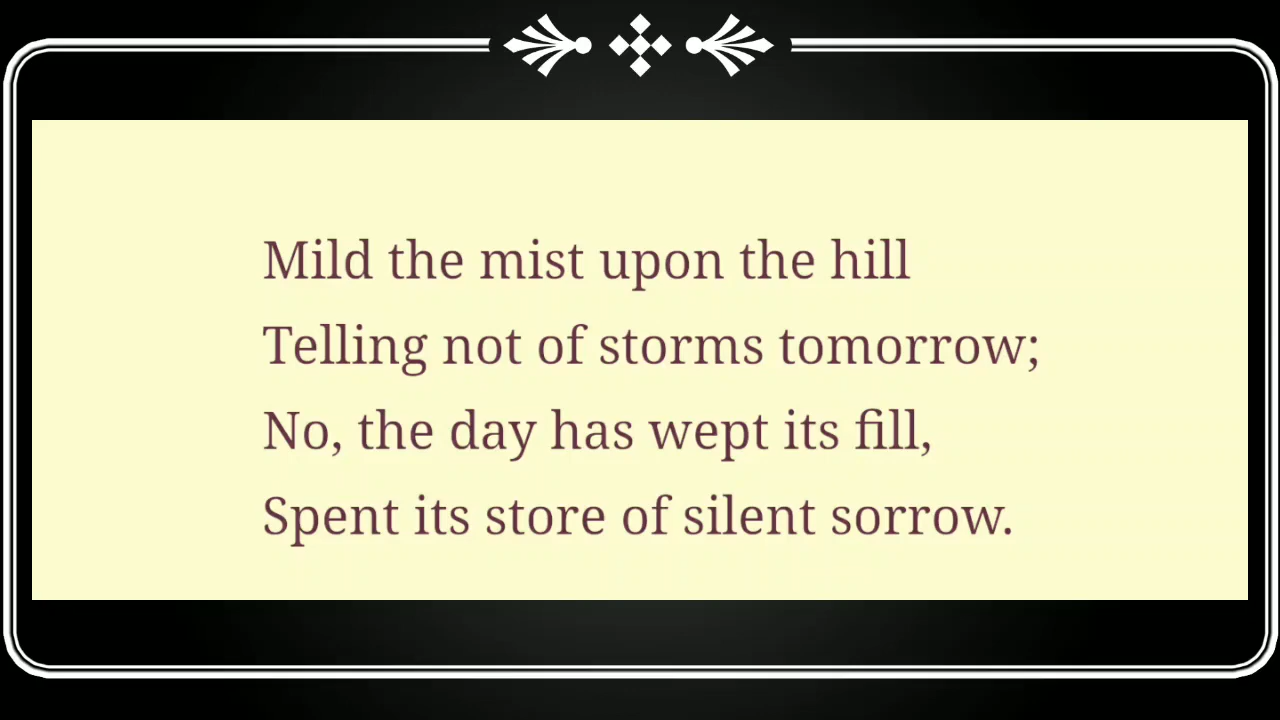 Mild the mist upon the hill
Telling not of storms tomorrow;
No, the day has wept its fill,
Spent its store of silent sorrow.